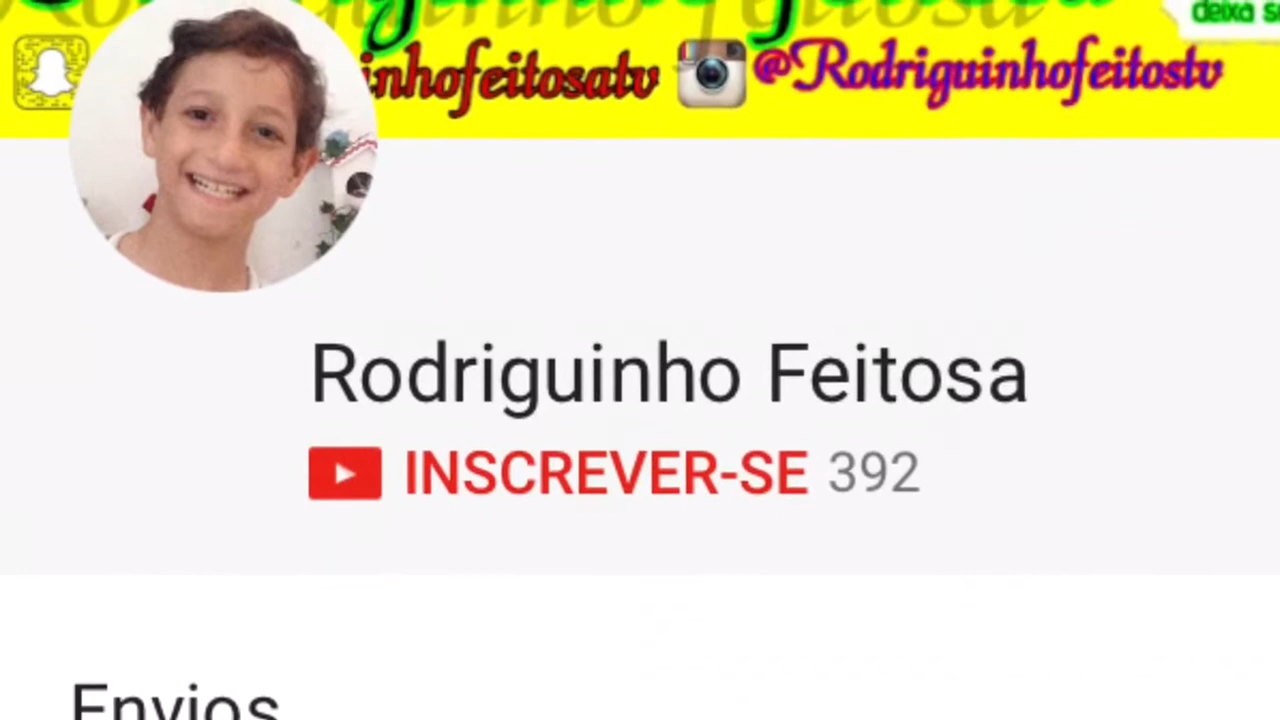 deixa
inhofeitosatv @Rodriguinhofeitostv
Rodriguinho Feitosa
INSCREVER-SE 392
Envios